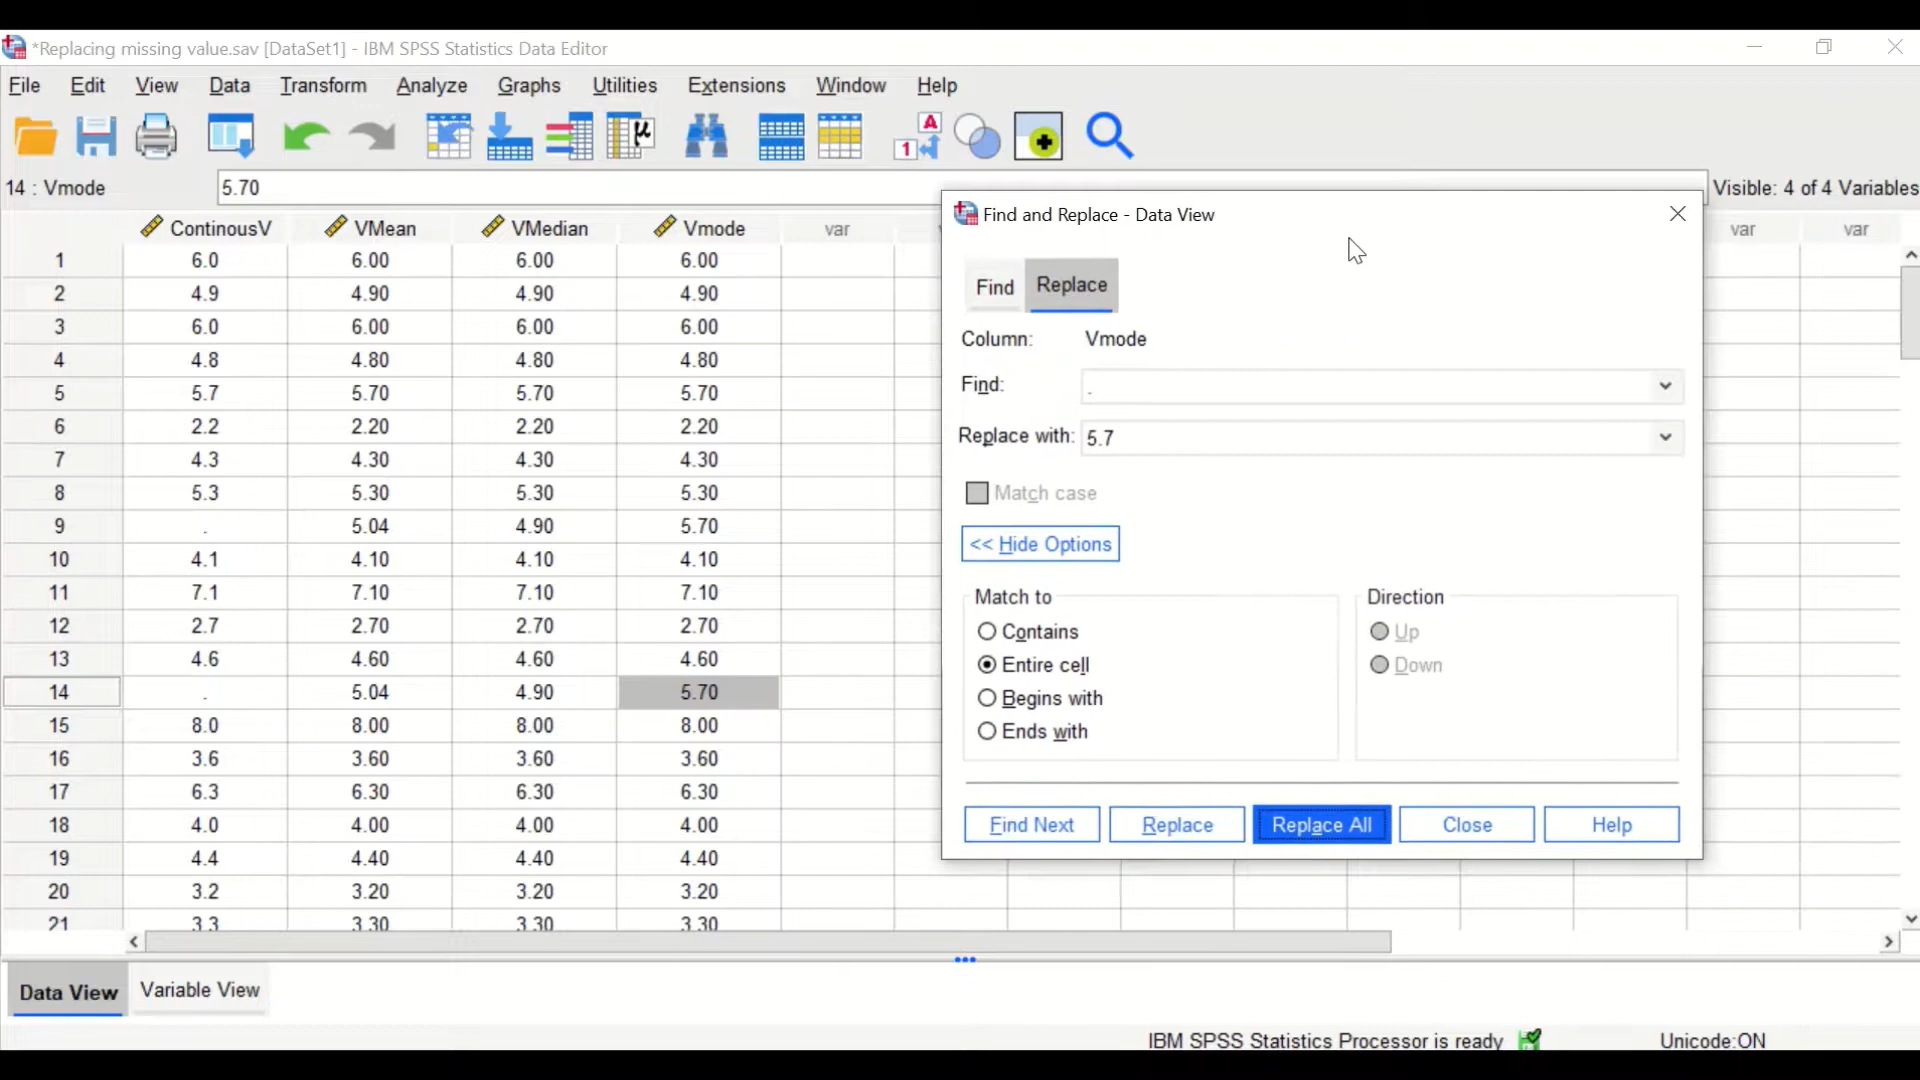 *Replacing missing value.sav [DataSet1] - IBM SPSS Statistics Data Editor
File Edit View Data Transform Analyze Graphs Utilities Extensions Window Help
14 : Vmode 5.70 Visible: 4 of 4 Variables
ContinousV VMean VMedian Vmode var var var
1 6.0 6.00 6.00 6.00
2 4.9 4.90 4.90 4.90
3 6.0 6.00 6.00 6.00
4 4.8 4.80 4.80 4.80
5 5.7 5.70 5.70 5.70
6 2.2 2.20 2.20 2.20
7 4.3 4.30 4.30 4.30
8 5.3 5.30 5.30 5.30
9 . 5.04 4.90 5.70
10 4.1 4.10 4.10 4.10
11 7.1 7.10 7.10 7.10
12 2.7 2.70 2.70 2.70
13 4.6 4.60 4.60 4.60
14 . 5.04 4.90 5.70
15 8.0 8.00 8.00 8.00
16 3.6 3.60 3.60 3.60
17 6.3 6.30 6.30 6.30
18 4.0 4.00 4.00 4.00
19 4.4 4.40 4.40 4.40
20 3.2 3.20 3.20 3.20
21 3.3 3.30 3.30 3.30
Find and Replace - Data View
Find Replace
Column: Vmode
Find: .
Replace with: 5.7
Match case
<< Hide Options
Match to
Contains
Entire cell
Begins with
Ends with
Direction
Up
Down
Find Next Replace Replace All Close Help
Data View Variable View
IBM SPSS Statistics Processor is ready Unicode:ON